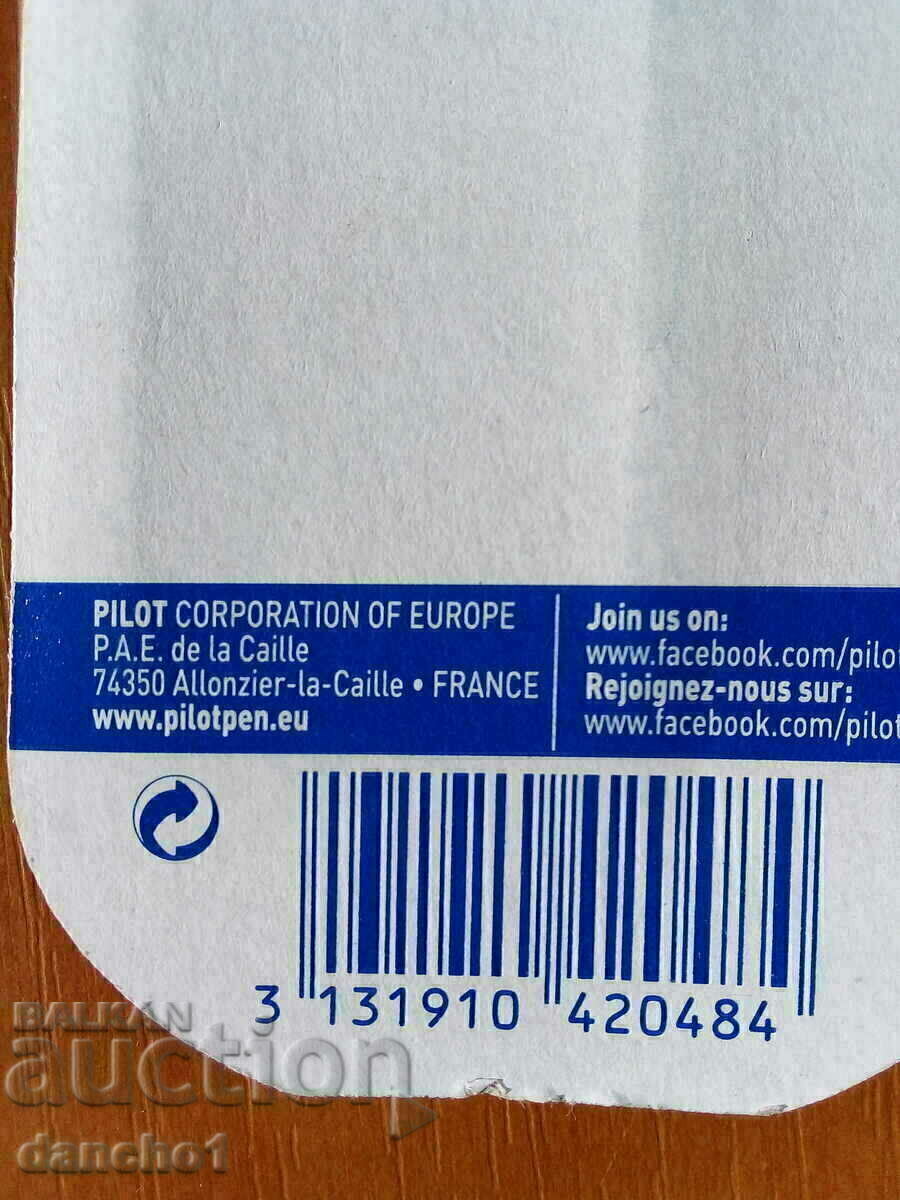 PILOT CORPORATION OF EUROPE
P.A.E. de la Caille
74350 Allonzier-la-Caille • FRANCE
www.pilotpen.eu
Join us on:
www.facebook.com/pilot
Rejoignez-nous sur:
www.facebook.com/pilot
3 131910 420484
BALKAN
auction
dancho1